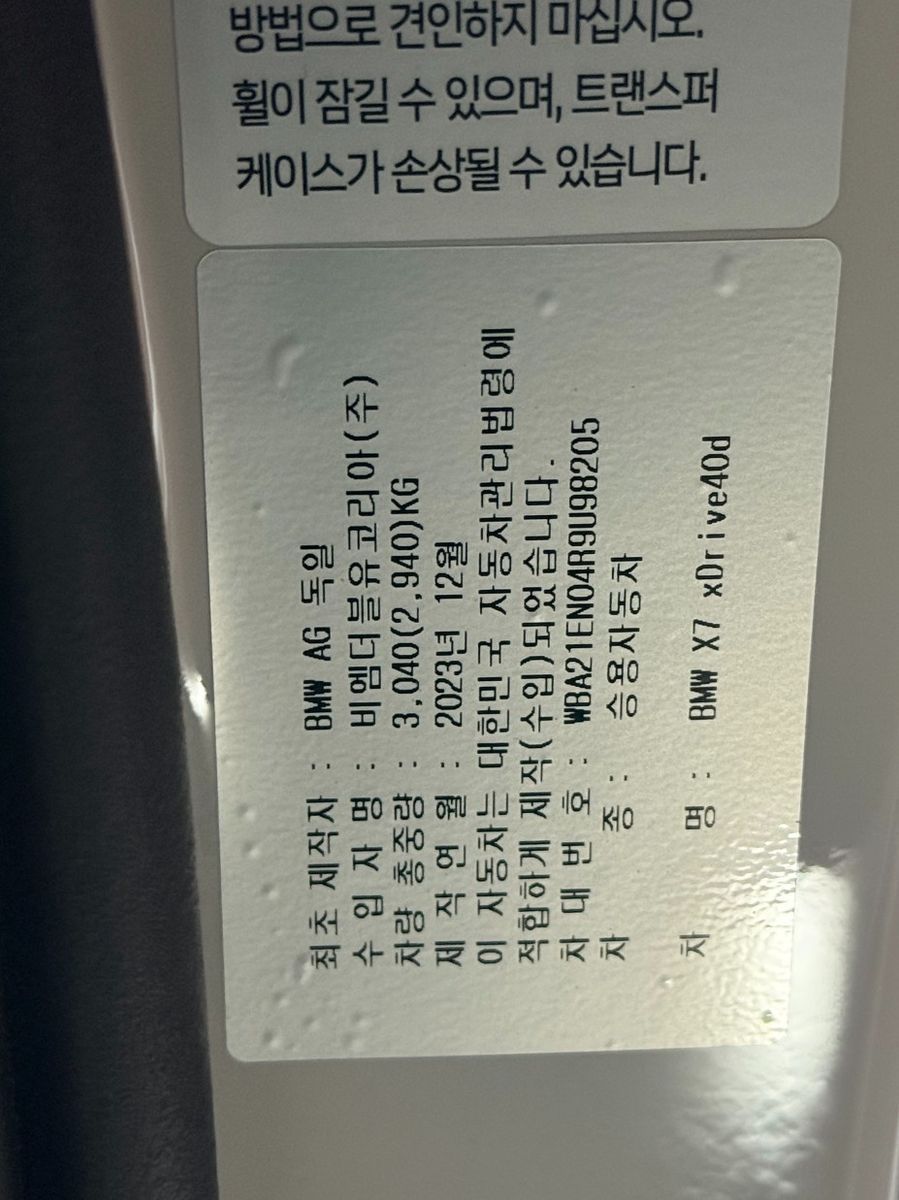 방법으로 견인하지 마십시오.
휠이 잠길 수 있으며, 트랜스퍼
케이스가 손상될 수 있습니다.
최초 제작자 : BMW AG 독일
수 입 자 명 : 비엠더블유코리아(주)
차량 총중량 : 3,040(2,940)KG
제 작 연 월 : 2023년 12월
이 자동차는 대한민국 자동차관리법령에
적합하게 제작(수입)되었습니다.
차 대 번 호 : WBA21EN04R9U98205
차 종 : 승용자동차
차 명 : BMW X7 xDrive40d